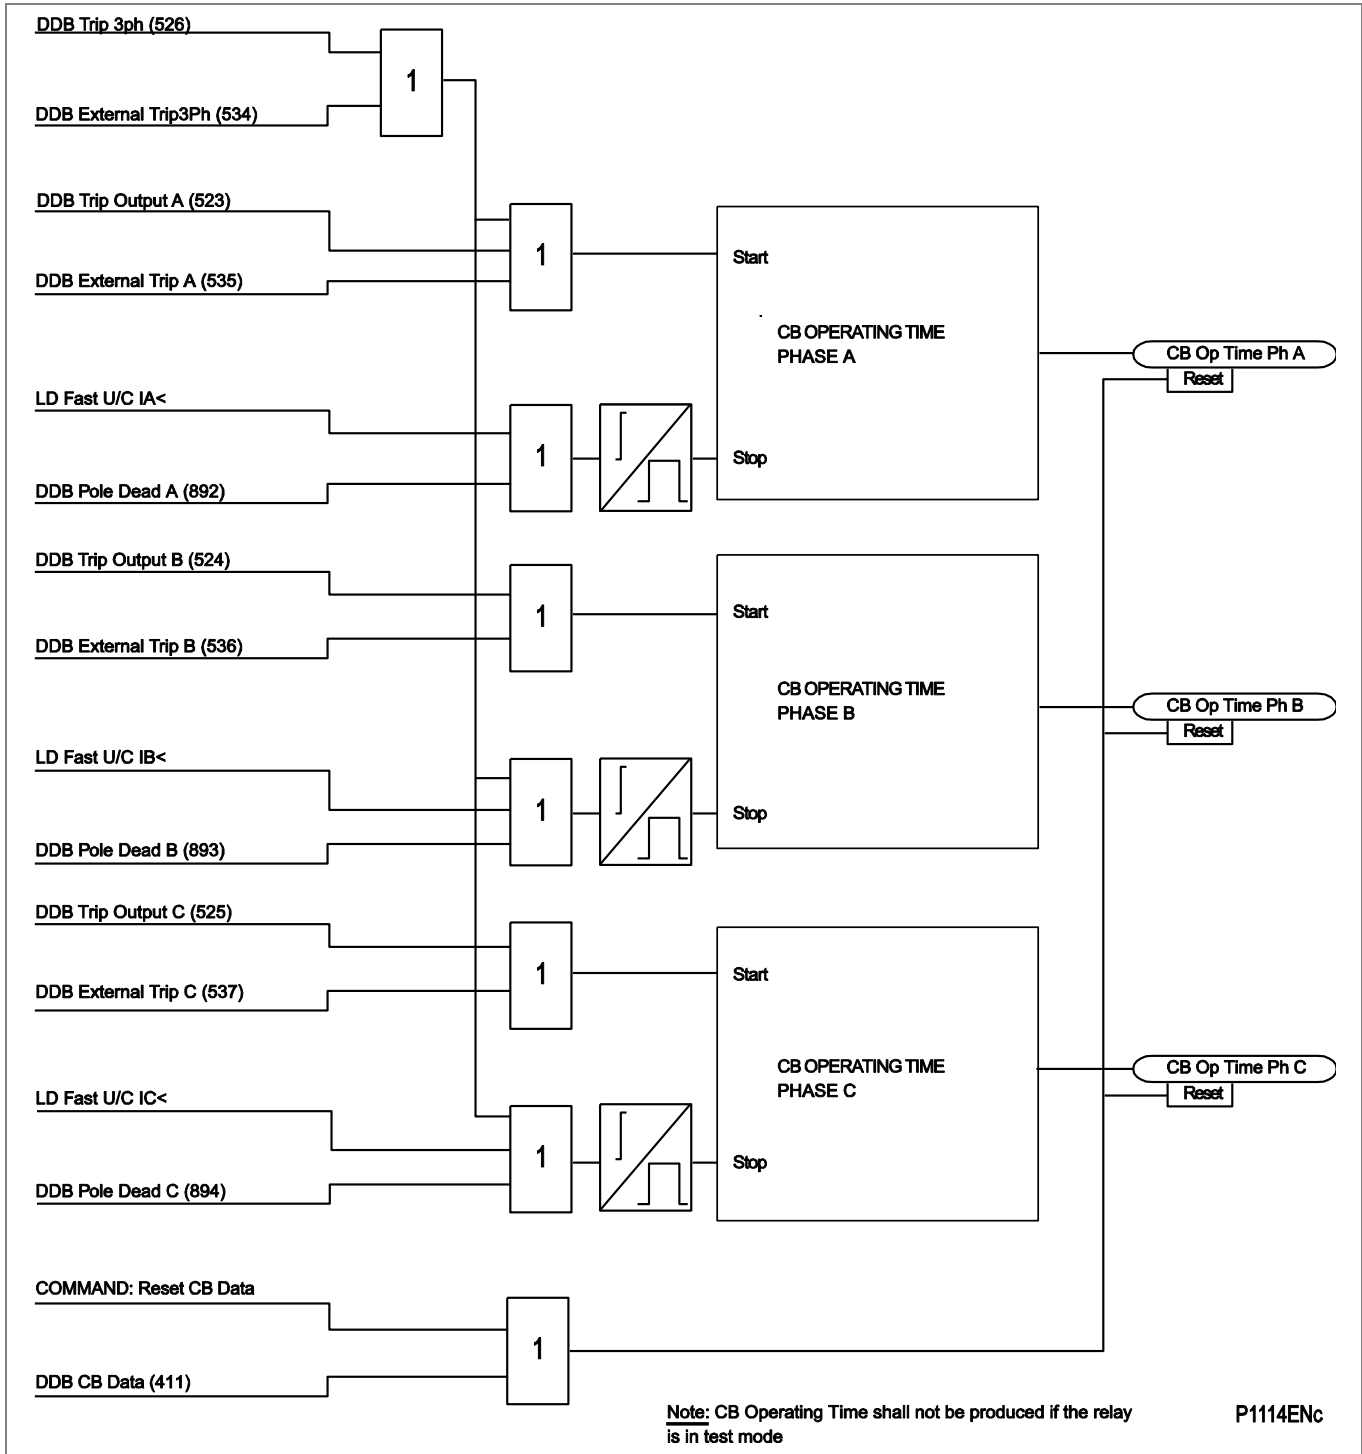 DDB Trip 3ph (526)
1
DDB External Trip3Ph (534)
DDB Trip Output A (523)
1
Start
DDB External Trip A (535)
CB OPERATING TIME
PHASE A
CB Op Time Ph A
Reset
LD Fast U/C IA<
1
Stop
DDB Pole Dead A (892)
DDB Trip Output B (524)
1
Start
DDB External Trip B (536)
CB OPERATING TIME
PHASE B
CB Op Time Ph B
Reset
LD Fast U/C IB<
1
Stop
DDB Pole Dead B (893)
DDB Trip Output C (525)
1
Start
DDB External Trip C (537)
CB OPERATING TIME
PHASE C
CB Op Time Ph C
Reset
LD Fast U/C IC<
1
Stop
DDB Pole Dead C (894)
COMMAND: Reset CB Data
1
DDB CB Data (411)
Note: CB Operating Time shall not be produced if the relay
is in test mode
P1114ENc